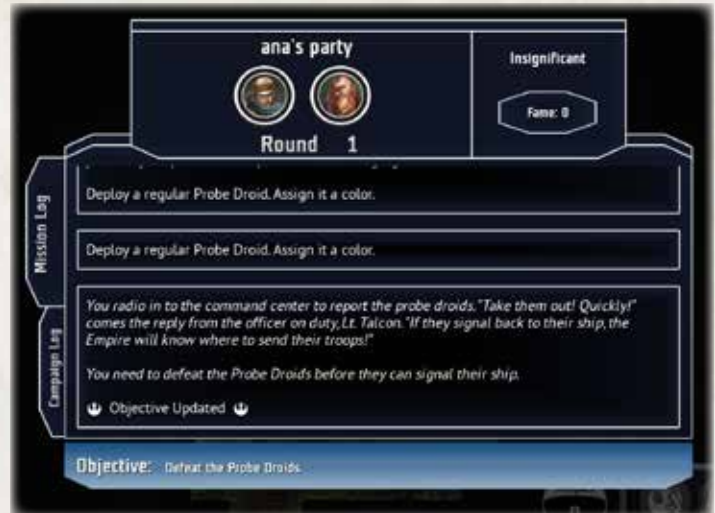 ana's party
Insignificant
Fame: 0
Round 1
Mission Log
Campaign Log
Deploy a regular Probe Droid. Assign it a color.
Deploy a regular Probe Droid. Assign it a color.
You radio in to the command center to report the probe droids. "Take them out! Quickly!"
comes the reply from the officer on duty, Lt. Talcon. "If they signal back to their ship, the
Empire will know where to send their troops!"
You need to defeat the Probe Droids before they can signal their ship.
Objective Updated
Objective: Defeat the Probe Droids.